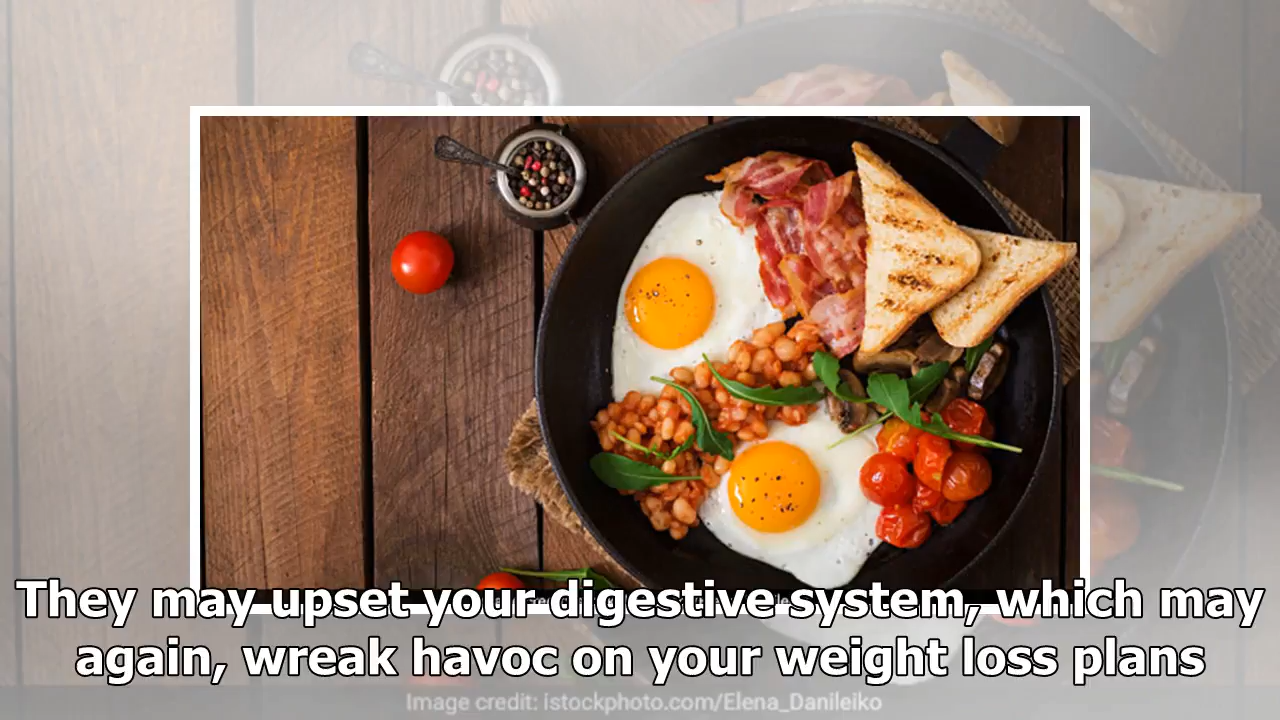 They may upset your digestive system, which may
again, wreak havoc on your weight loss plans
Image credit: istockphoto.com/Elena_Danileiko